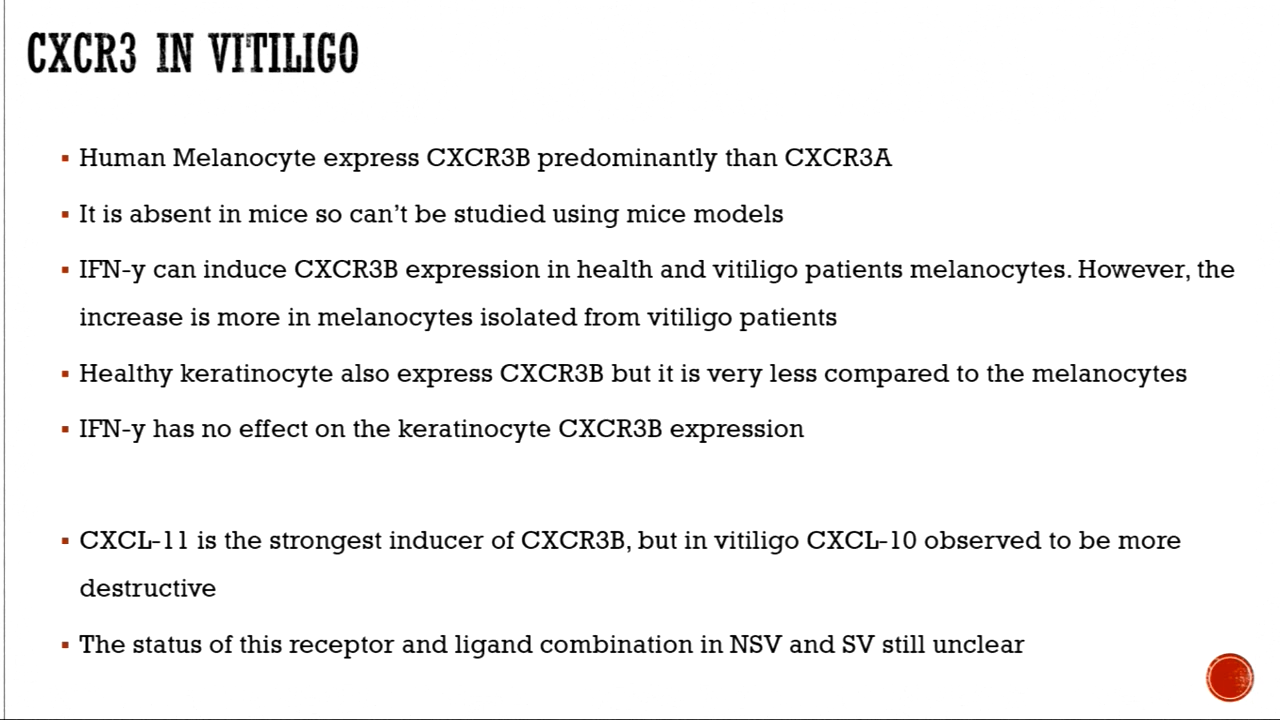 CXCR3 IN VITILIGO
▪ Human Melanocyte express CXCR3B predominantly than CXCR3A
▪ It is absent in mice so can’t be studied using mice models
▪ IFN-y can induce CXCR3B expression in health and vitiligo patients melanocytes. However, the
increase is more in melanocytes isolated from vitiligo patients
▪ Healthy keratinocyte also express CXCR3B but it is very less compared to the melanocytes
▪ IFN-y has no effect on the keratinocyte CXCR3B expression
▪ CXCL-11 is the strongest inducer of CXCR3B, but in vitiligo CXCL-10 observed to be more
destructive
▪ The status of this receptor and ligand combination in NSV and SV still unclear